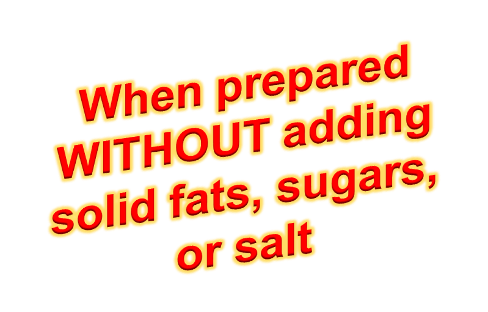 When prepared
WITHOUT adding
solid fats, sugars,
or salt